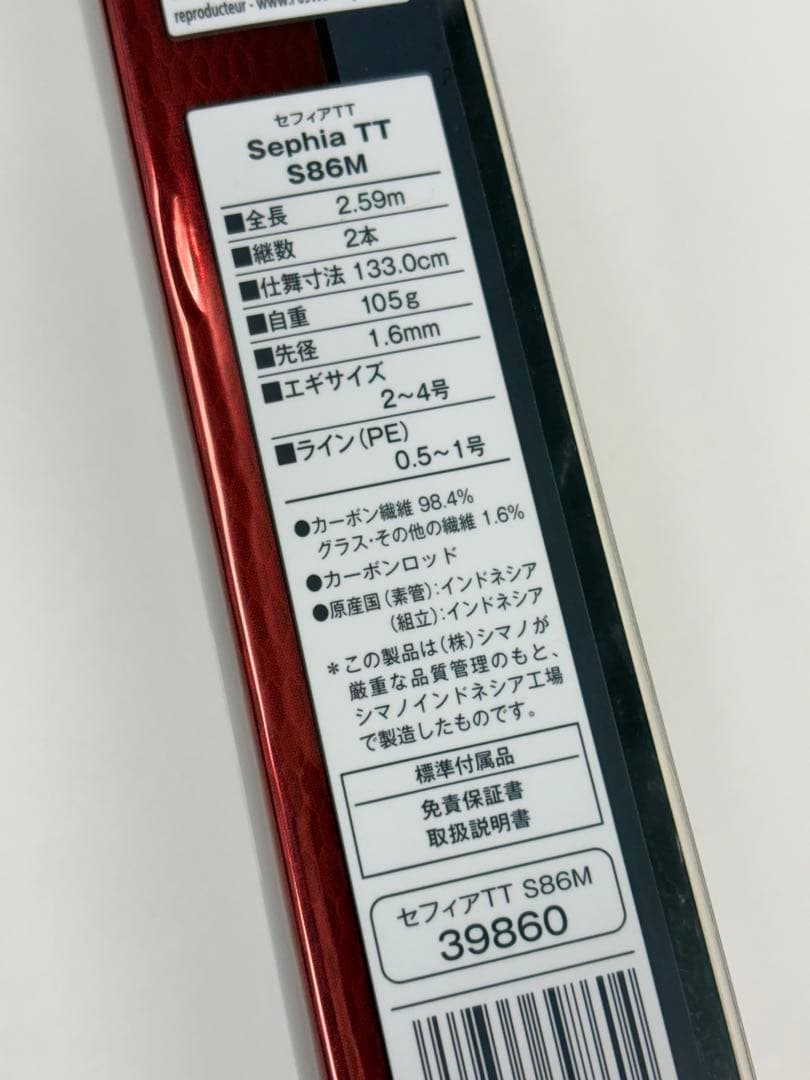 セフィアTT
Sephia TT
S86M
■全長 2.59m
■継数 2本
■仕舞寸法 133.0cm
■自重 105g
■先径 1.6mm
■エギサイズ
2〜4号
■ライン(PE)
0.5〜1号
●カーボン繊維 98.4%
グラス・その他の繊維 1.6%
●カーボンロッド
●原産国(素管):インドネシア
(組立):インドネシア
＊この製品は(株)シマノが
厳重な品質管理のもと、
シマノインドネシア工場
で製造したものです。
標準付属品
免責保証書
取扱説明書
セフィアTT S86M
39860